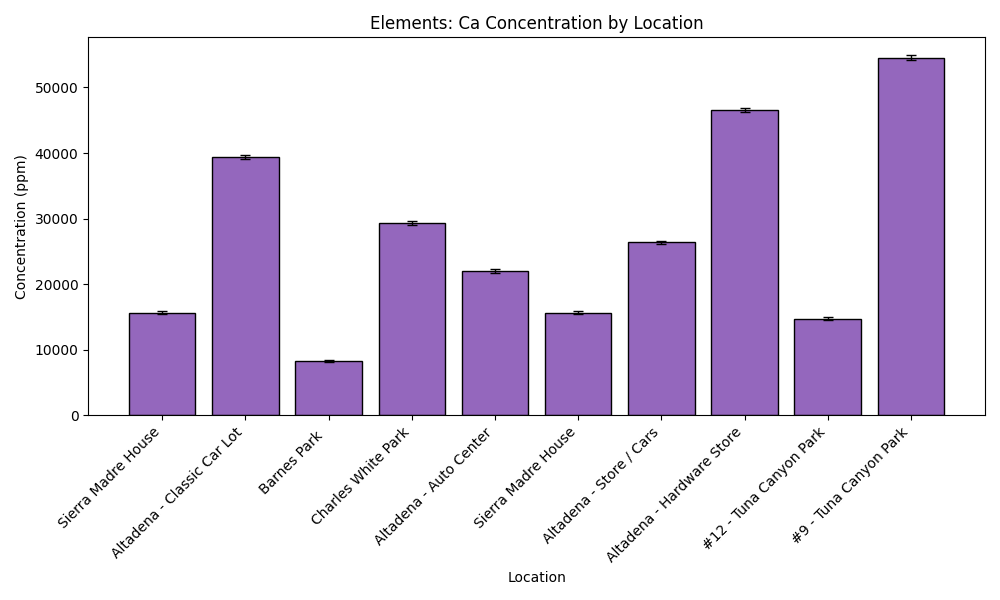 Elements: Ca Concentration by Location
Concentration (ppm)
50000
40000
30000
20000
10000
0
Sierra Madre House
Altadena - Classic Car Lot
Barnes Park
Charles White Park
Altadena - Auto Center
Sierra Madre House
Altadena - Store / Cars
Altadena - Hardware Store
#12 - Tuna Canyon Park
#9 - Tuna Canyon Park
Location